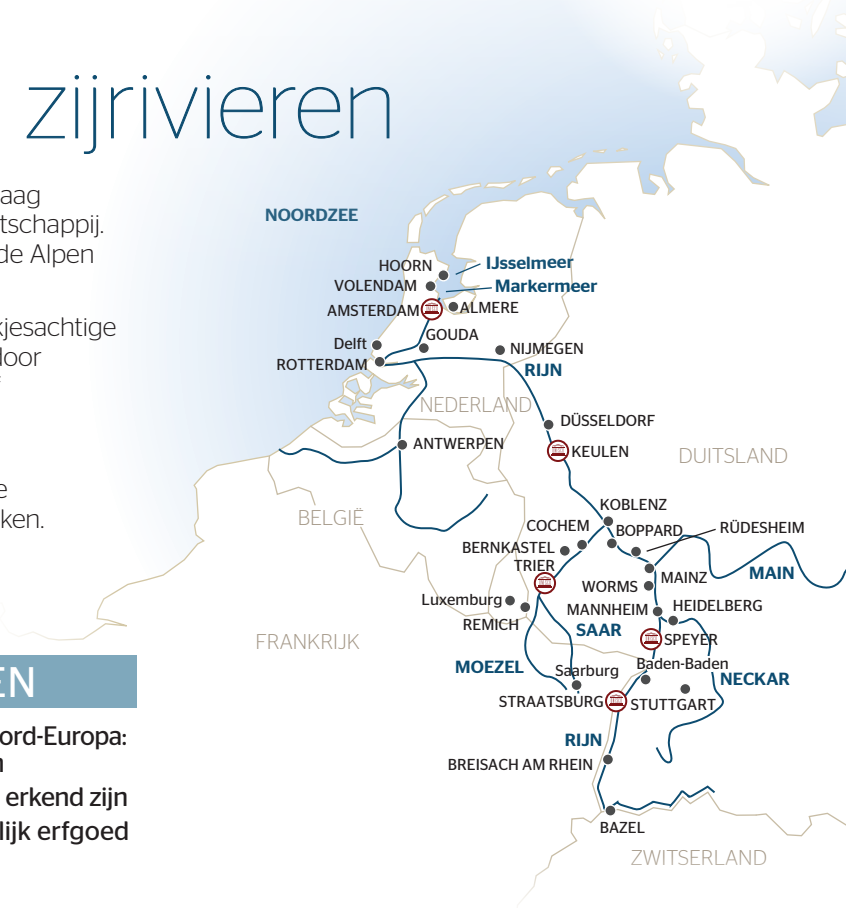 zijrivieren
aag
tschappij.
de Alpen
kjesachtige
door
e
ken.
EN
ord-Europa:
n
erkend zijn
lijk erfgoed
NOORDZEE
HOORN
IJsselmeer
VOLENDAM
Markermeer
AMSTERDAM
ALMERE
GOUDA
Delft
NIJMEGEN
ROTTERDAM
RIJN
NEDERLAND
DÜSSELDORF
ANTWERPEN
KEULEN
DUITSLAND
KOBLENZ
BELGIË
COCHEM
BOPPARD
RÜDESHEIM
BERNKASTEL
TRIER
MAINZ
MAIN
WORMS
Luxemburg
MANNHEIM
HEIDELBERG
REMICH
SAAR
SPEYER
FRANKRIJK
MOEZEL
Saarburg
Baden-Baden
NECKAR
STRAATSBURG
STUTTGART
RIJN
BREISACH AM RHEIN
BAZEL
ZWITSERLAND